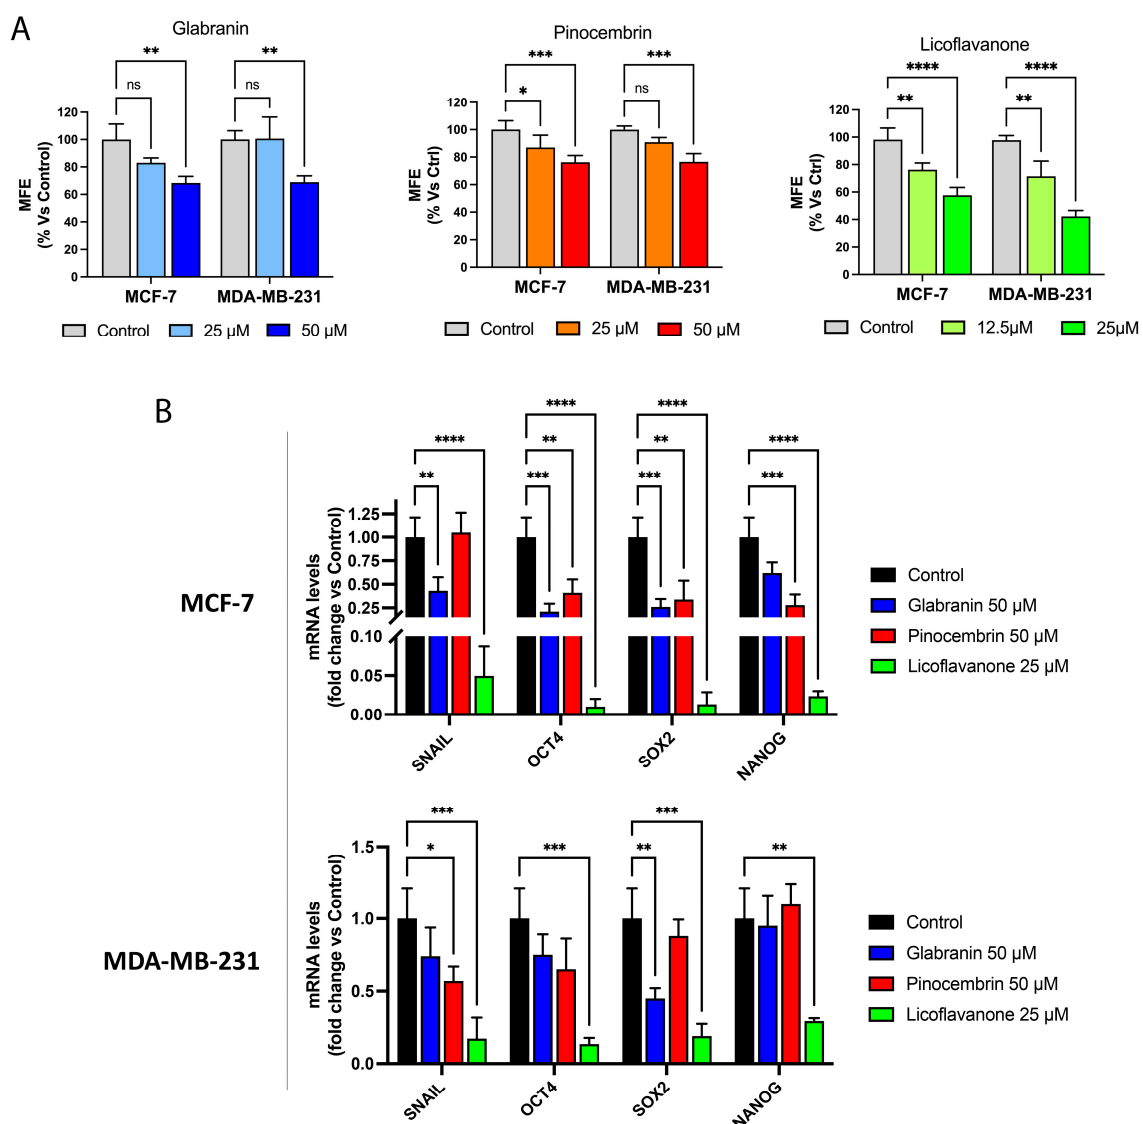 A
Glabranin
** **
ns ns
MFE
(% Vs Control)
120
100
80
60
40
20
0
MCF-7 MDA-MB-231
Control 25 µM 50 µM
Pinocembrin
*** ***
* ns
MFE
(% Vs Ctrl)
120
100
80
60
40
20
0
MCF-7 MDA-MB-231
Control 25 µM 50 µM
Licoflavanone
**** ****
** **
MFE
(% Vs Ctrl)
120
100
80
60
40
20
0
MCF-7 MDA-MB-231
Control 12.5µM 25µM
B
MCF-7
**** ****
**** ** ** ****
** *** *** ***
mRNA levels
(fold change vs Control)
1.25
1.00
0.75
0.50
0.25
0.10
0.05
0.00
SNAIL OCT4 SOX2 NANOG
Control
Glabranin 50 µM
Pinocembrin 50 µM
Licoflavanone 25 µM
MDA-MB-231
*** ***
* *** ** **
mRNA levels
(fold change vs Control)
1.5
1.0
0.5
0.0
SNAIL OCT4 SOX2 NANOG
Control
Glabranin 50 µM
Pinocembrin 50 µM
Licoflavanone 25 µM